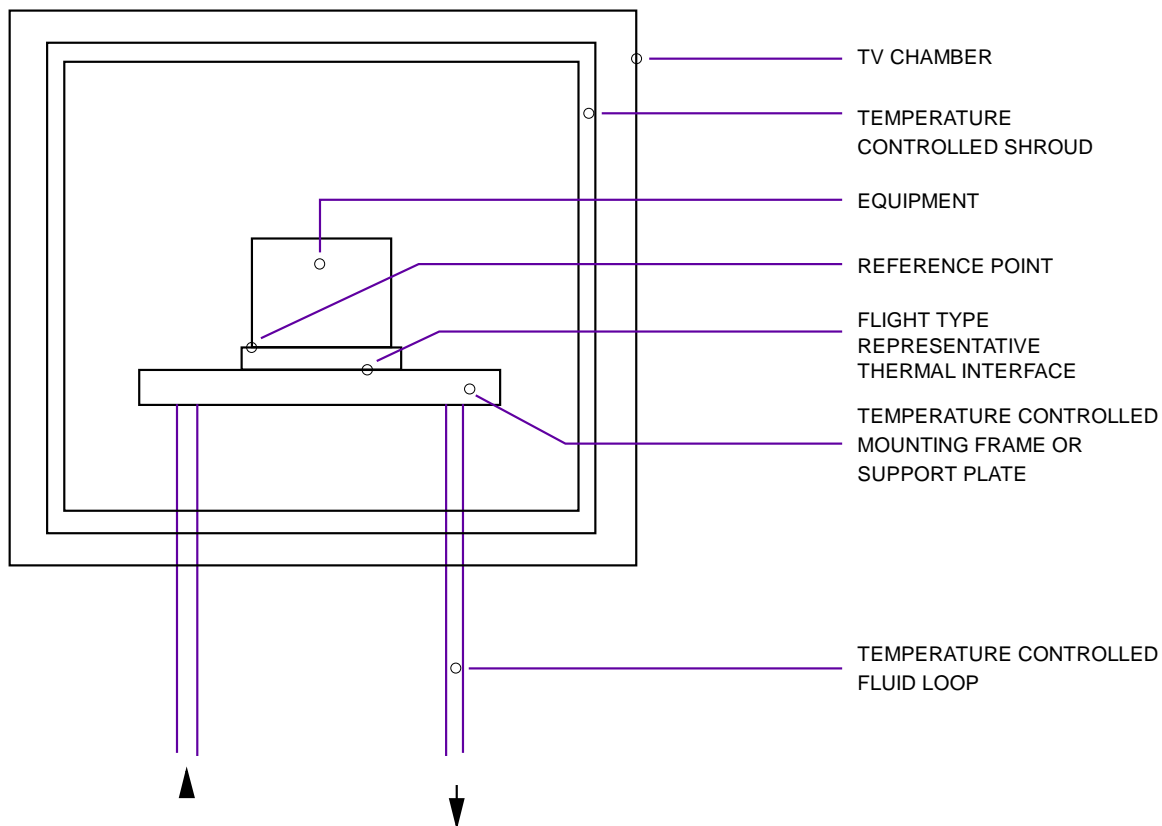 TV CHAMBER
TEMPERATURE
CONTROLLED SHROUD
EQUIPMENT
REFERENCE POINT
FLIGHT TYPE
REPRESENTATIVE
THERMAL INTERFACE
TEMPERATURE CONTROLLED
MOUNTING FRAME OR
SUPPORT PLATE
TEMPERATURE CONTROLLED
FLUID LOOP